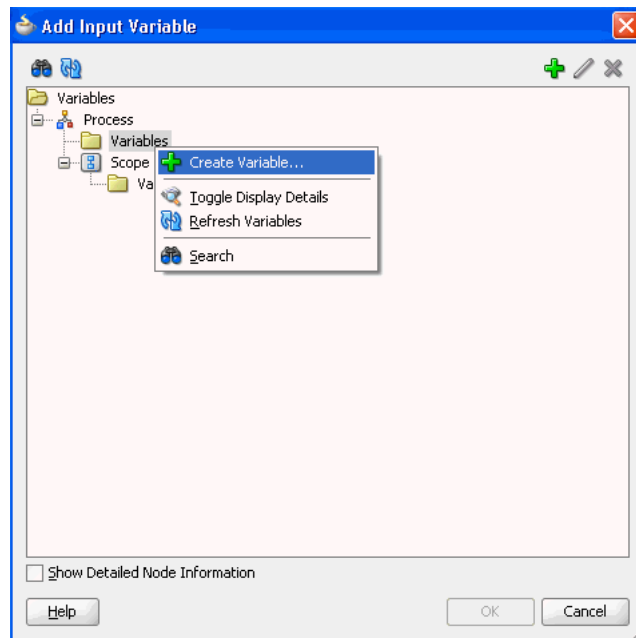 Add Input Variable
Variables
Process
Variables
Scope
Va
Create Variable...
Toggle Display Details
Refresh Variables
Search
Show Detailed Node Information
Help
OK
Cancel